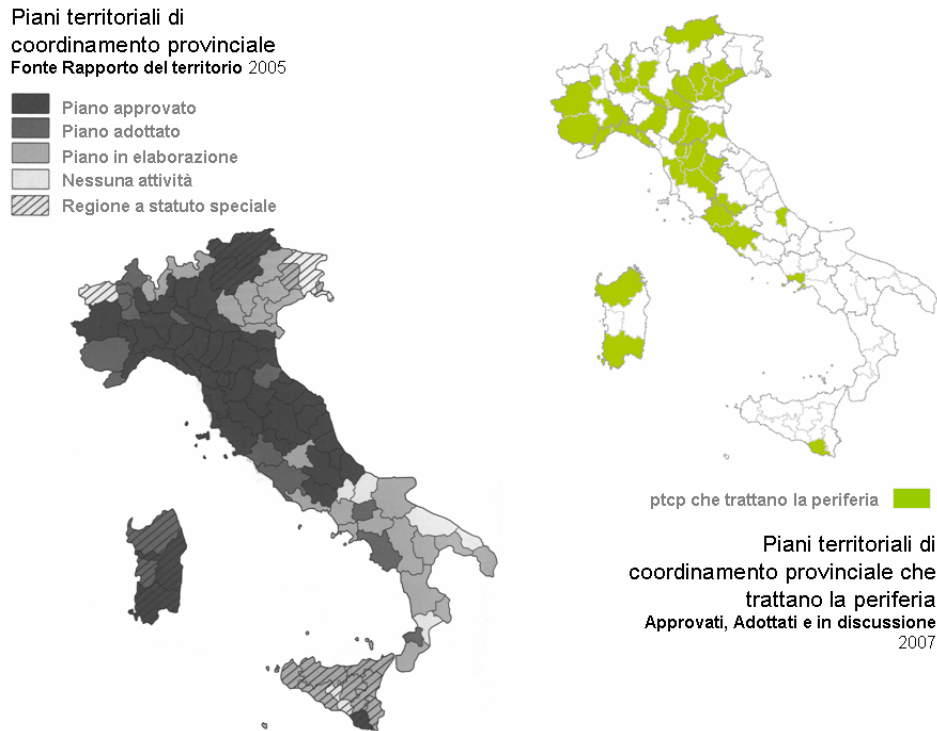 Piani territoriali di
coordinamento provinciale
Fonte Rapporto del territorio 2005
Piano approvato
Piano adottato
Piano in elaborazione
Nessuna attività
Regione a statuto speciale
ptcp che trattano la periferia
Piani territoriali di
coordinamento provinciale che
trattano la periferia
Approvati, Adottati e in discussione
2007